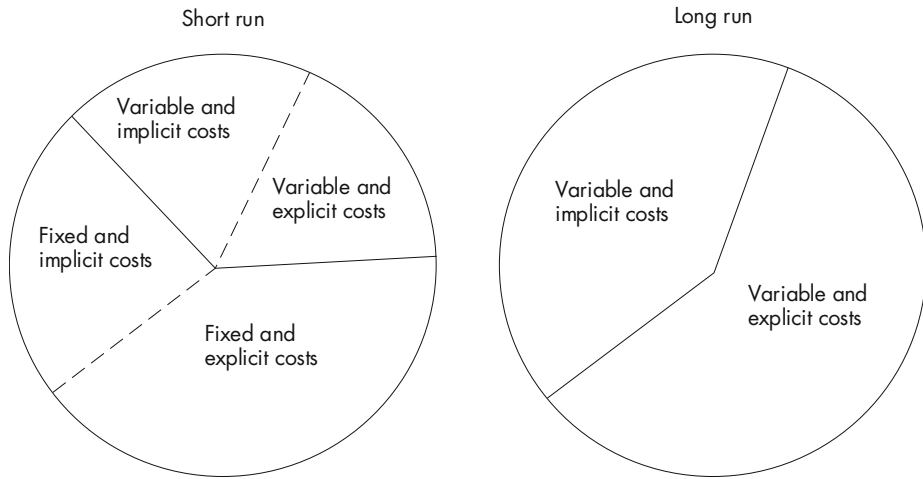 Short run
Variable and
implicit costs
Variable and
explicit costs
Fixed and
implicit costs
Fixed and
explicit costs
Long run
Variable and
implicit costs
Variable and
explicit costs